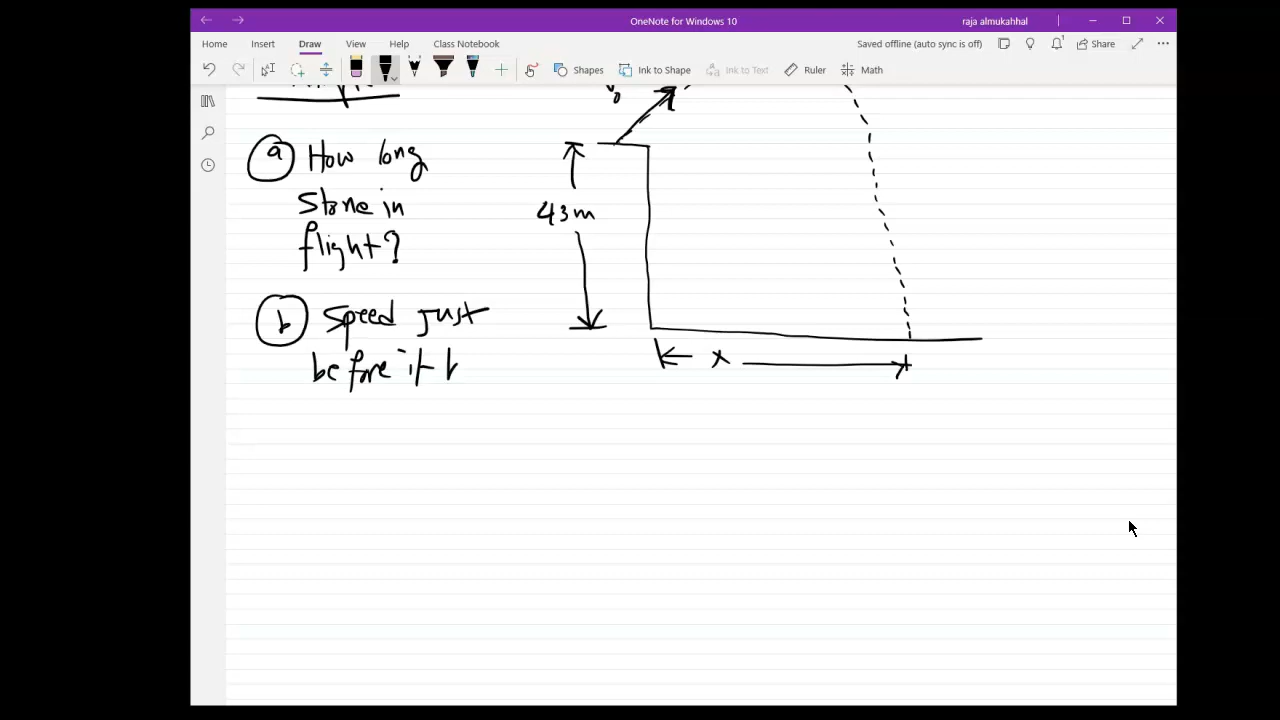 OneNote for Windows 10
raja almukahhal
Home Insert Draw View Help Class Notebook
Saved offline (auto sync is off)
Share
Shapes Ink to Shape Ink to Text Ruler Math
a How long
stone in
flight?
b Speed just
before it h
43m
x